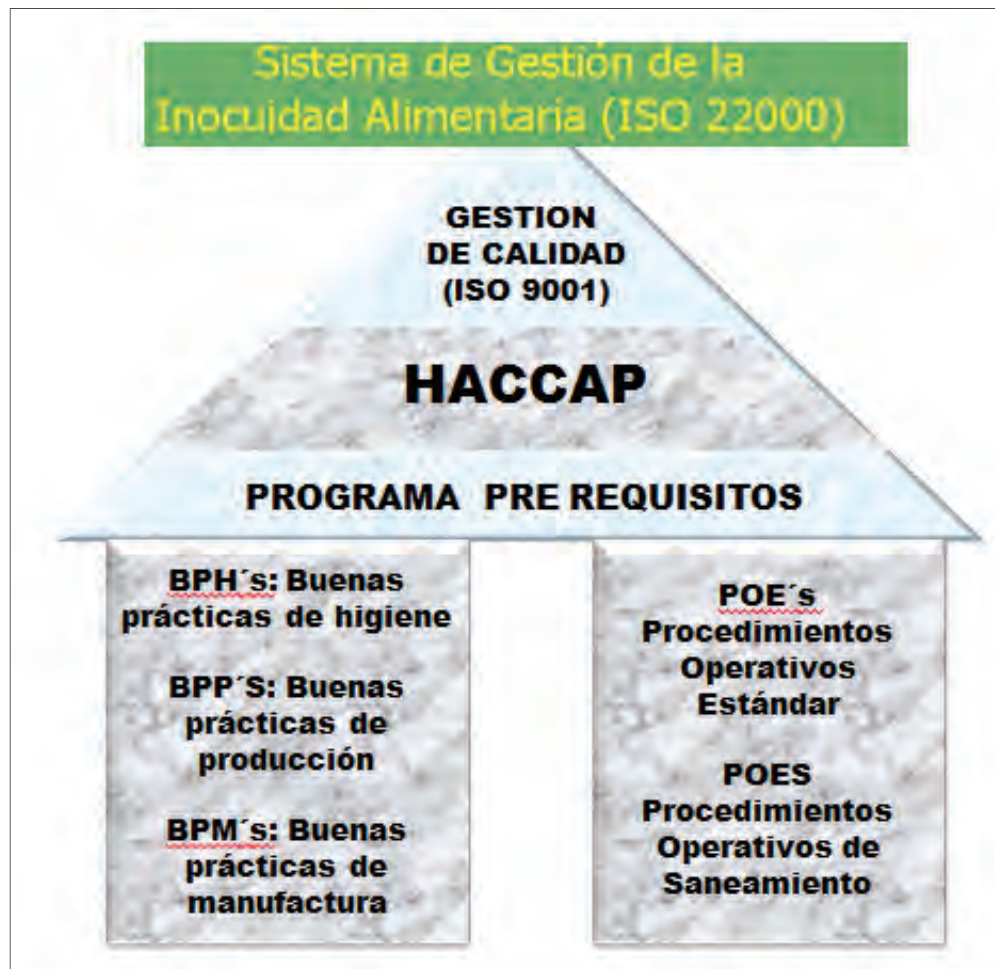 Sistema de Gestión de la
Inocuidad Alimentaria (ISO 22000)
GESTION
DE CALIDAD
(ISO 9001)
HACCAP
PROGRAMA PRE REQUISITOS
BPH´s: Buenas
prácticas de higiene
BPP´S: Buenas
prácticas de
producción
BPM´s: Buenas
prácticas de
manufactura
POE´s
Procedimientos
Operativos
Estándar
POES
Procedimientos
Operativos de
Saneamiento